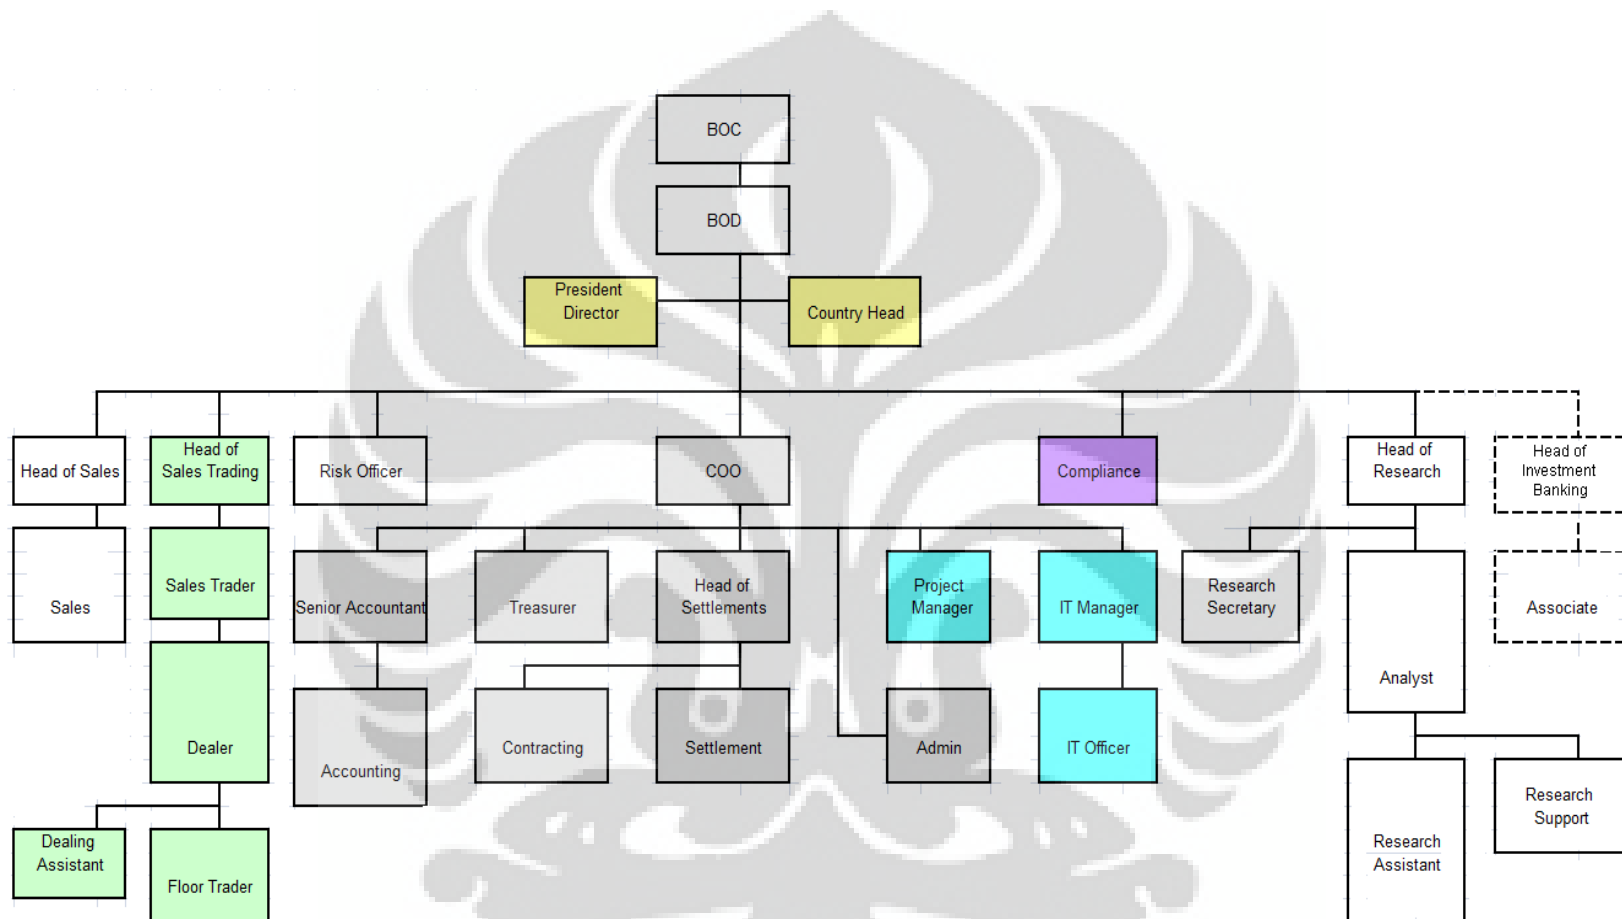 BOC
BOD
President
Director
Country Head
Head of Sales
Head of
Sales Trading
Risk Officer
COO
Compliance
Head of
Research
Head of
Investment
Banking
Sales
Sales Trader
Senior Accountant
Treasurer
Head of
Settlements
Project
Manager
IT Manager
Research
Secretary
Analyst
Associate
Dealer
Accounting
Contracting
Settlement
Admin
IT Officer
Dealing
Assistant
Floor Trader
Research
Assistant
Research
Support